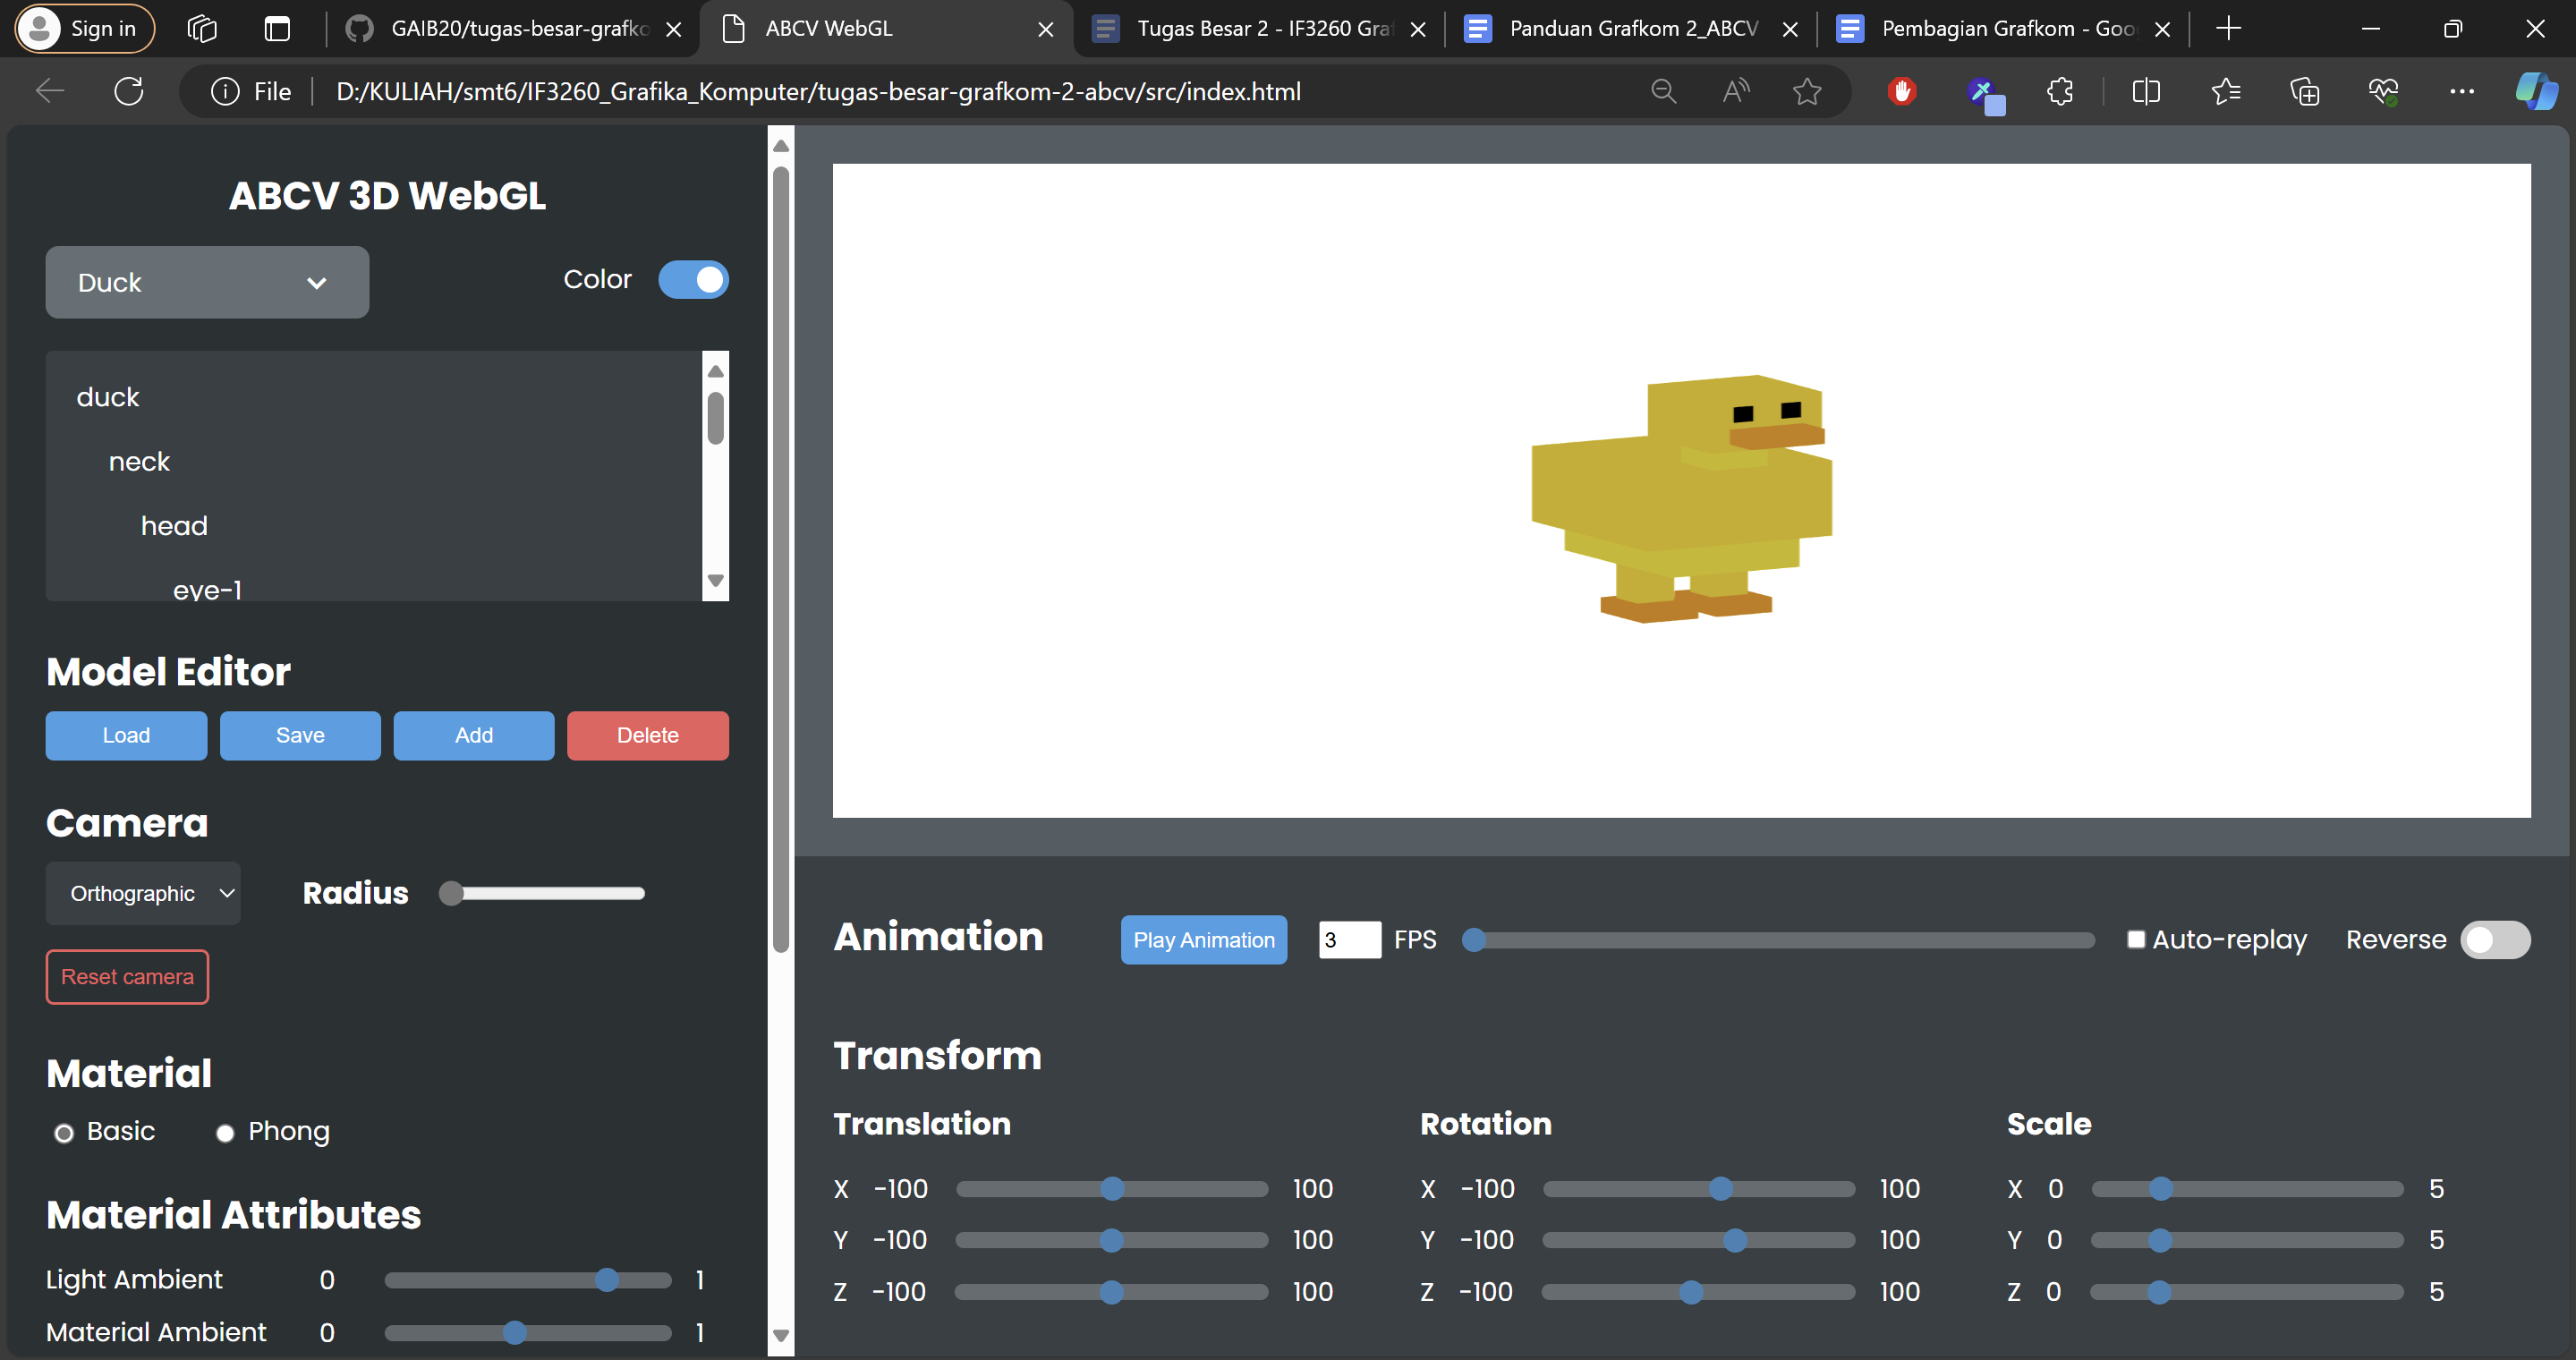 Sign in
GAIB20/tugas-besar-grafko
ABCV WebGL
Tugas Besar 2 - IF3260 Gra
Panduan Grafkom 2_ABCV
Pembagian Grafkom - Goo
File
D:/KULIAH/smt6/IF3260_Grafika_Komputer/tugas-besar-grafkom-2-abcv/src/index.html
ABCV 3D WebGL
Duck
Color
duck
neck
head
eye-1
Model Editor
Load Save Add Delete
Camera
Orthographic
Radius
Reset camera
Material
Basic Phong
Material Attributes
Light Ambient 0 1
Material Ambient 0 1
Animation
Play Animation
3 FPS
Auto-replay
Reverse
Transform
Translation
X -100 100
Y -100 100
Z -100 100
Rotation
X -100 100
Y -100 100
Z -100 100
Scale
X 0 5
Y 0 5
Z 0 5